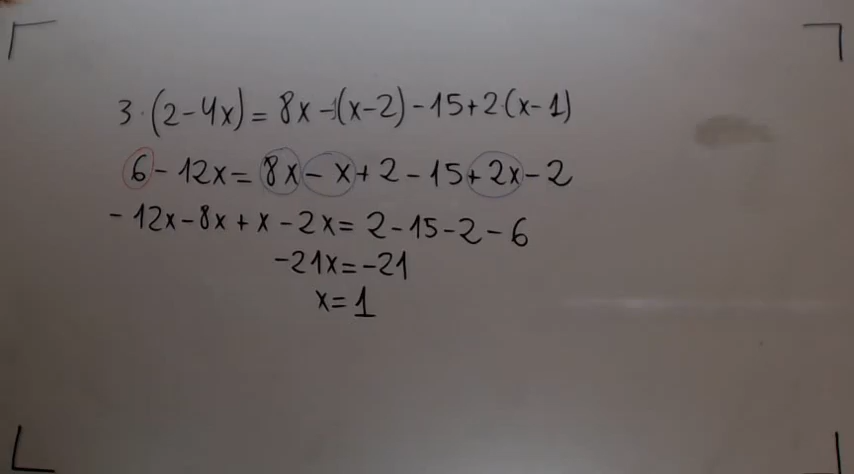 3·(2-4x)=8x-1(x-2)-15+2·(x-1)
6-12x=8x-x+2-15+2x-2
-12x-8x+x-2x=2-15-2-6
-21x=-21
x=1